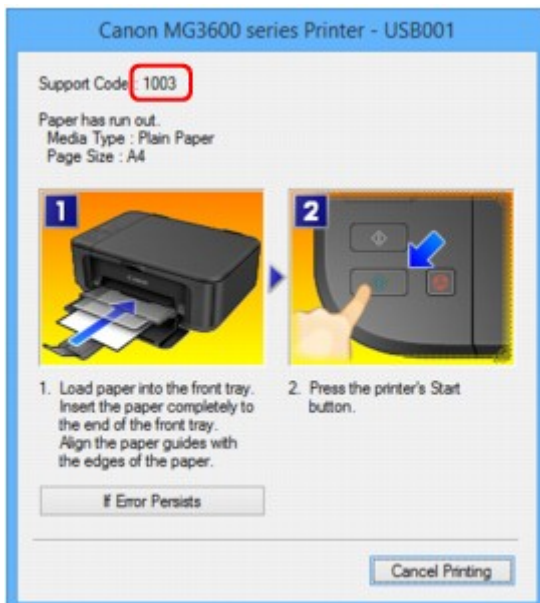 Canon MG3600 series Printer - USB001
Support Code : 1003
Paper has run out.
Media Type : Plain Paper
Page Size : A4
1
2
1. Load paper into the front tray.
Insert the paper completely to
the end of the front tray.
Align the paper guides with
the edges of the paper.
2. Press the printer's Start
button.
If Error Persists
Cancel Printing